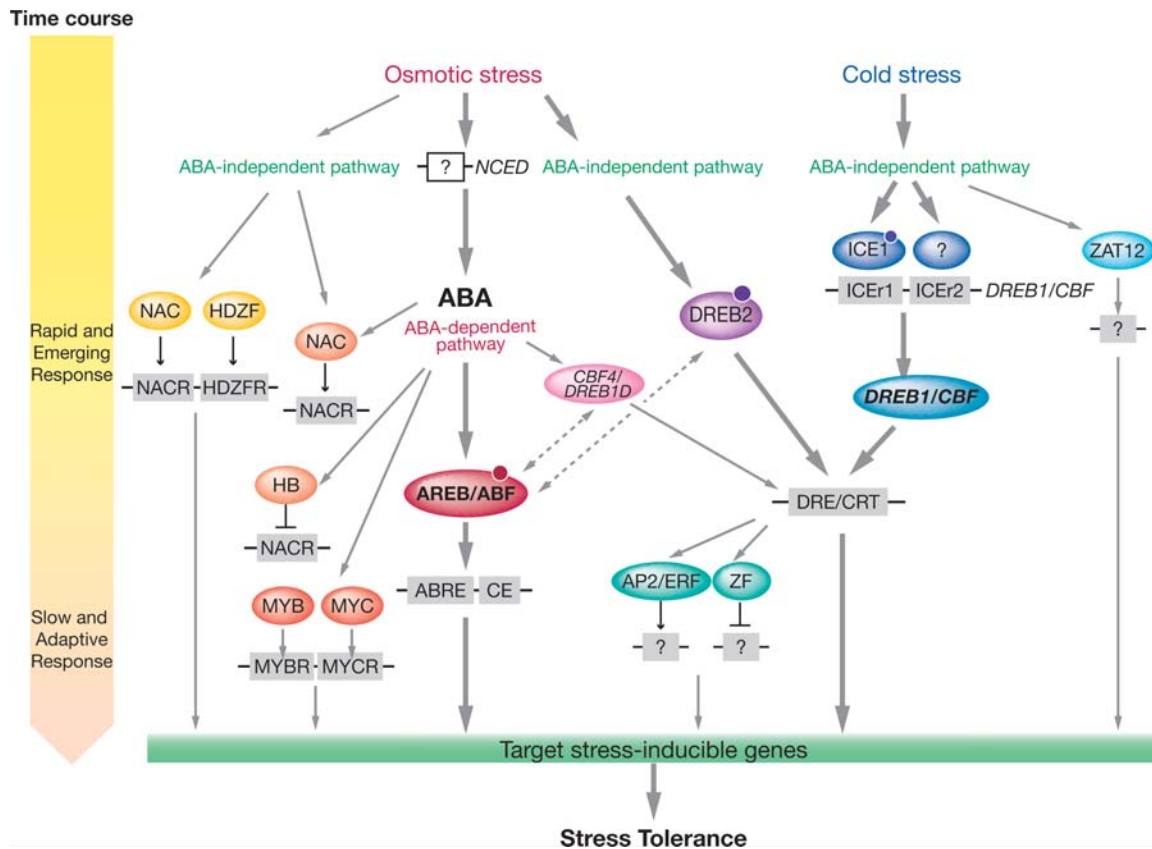 Time course
Osmotic stress
Cold stress
ABA-independent pathway
?
NCED
ABA-independent pathway
ABA-independent pathway
ICE1
?
ZAT12
ICEr1
ICEr2
DREB1/CBF
NAC
HDZF
ABA
DREB2
?
Rapid and
Emerging
Response
NAC
ABA-dependent
pathway
NACR
HDZFR
CBF4/
DREB1D
DREB1/CBF
NACR
HB
AREB/ABF
DRE/CRT
NACR
ABRE
CE
AP2/ERF
ZF
Slow and
Adaptive
Response
MYB
MYC
?
?
MYBR
MYCR
Target stress-inducible genes
Stress Tolerance